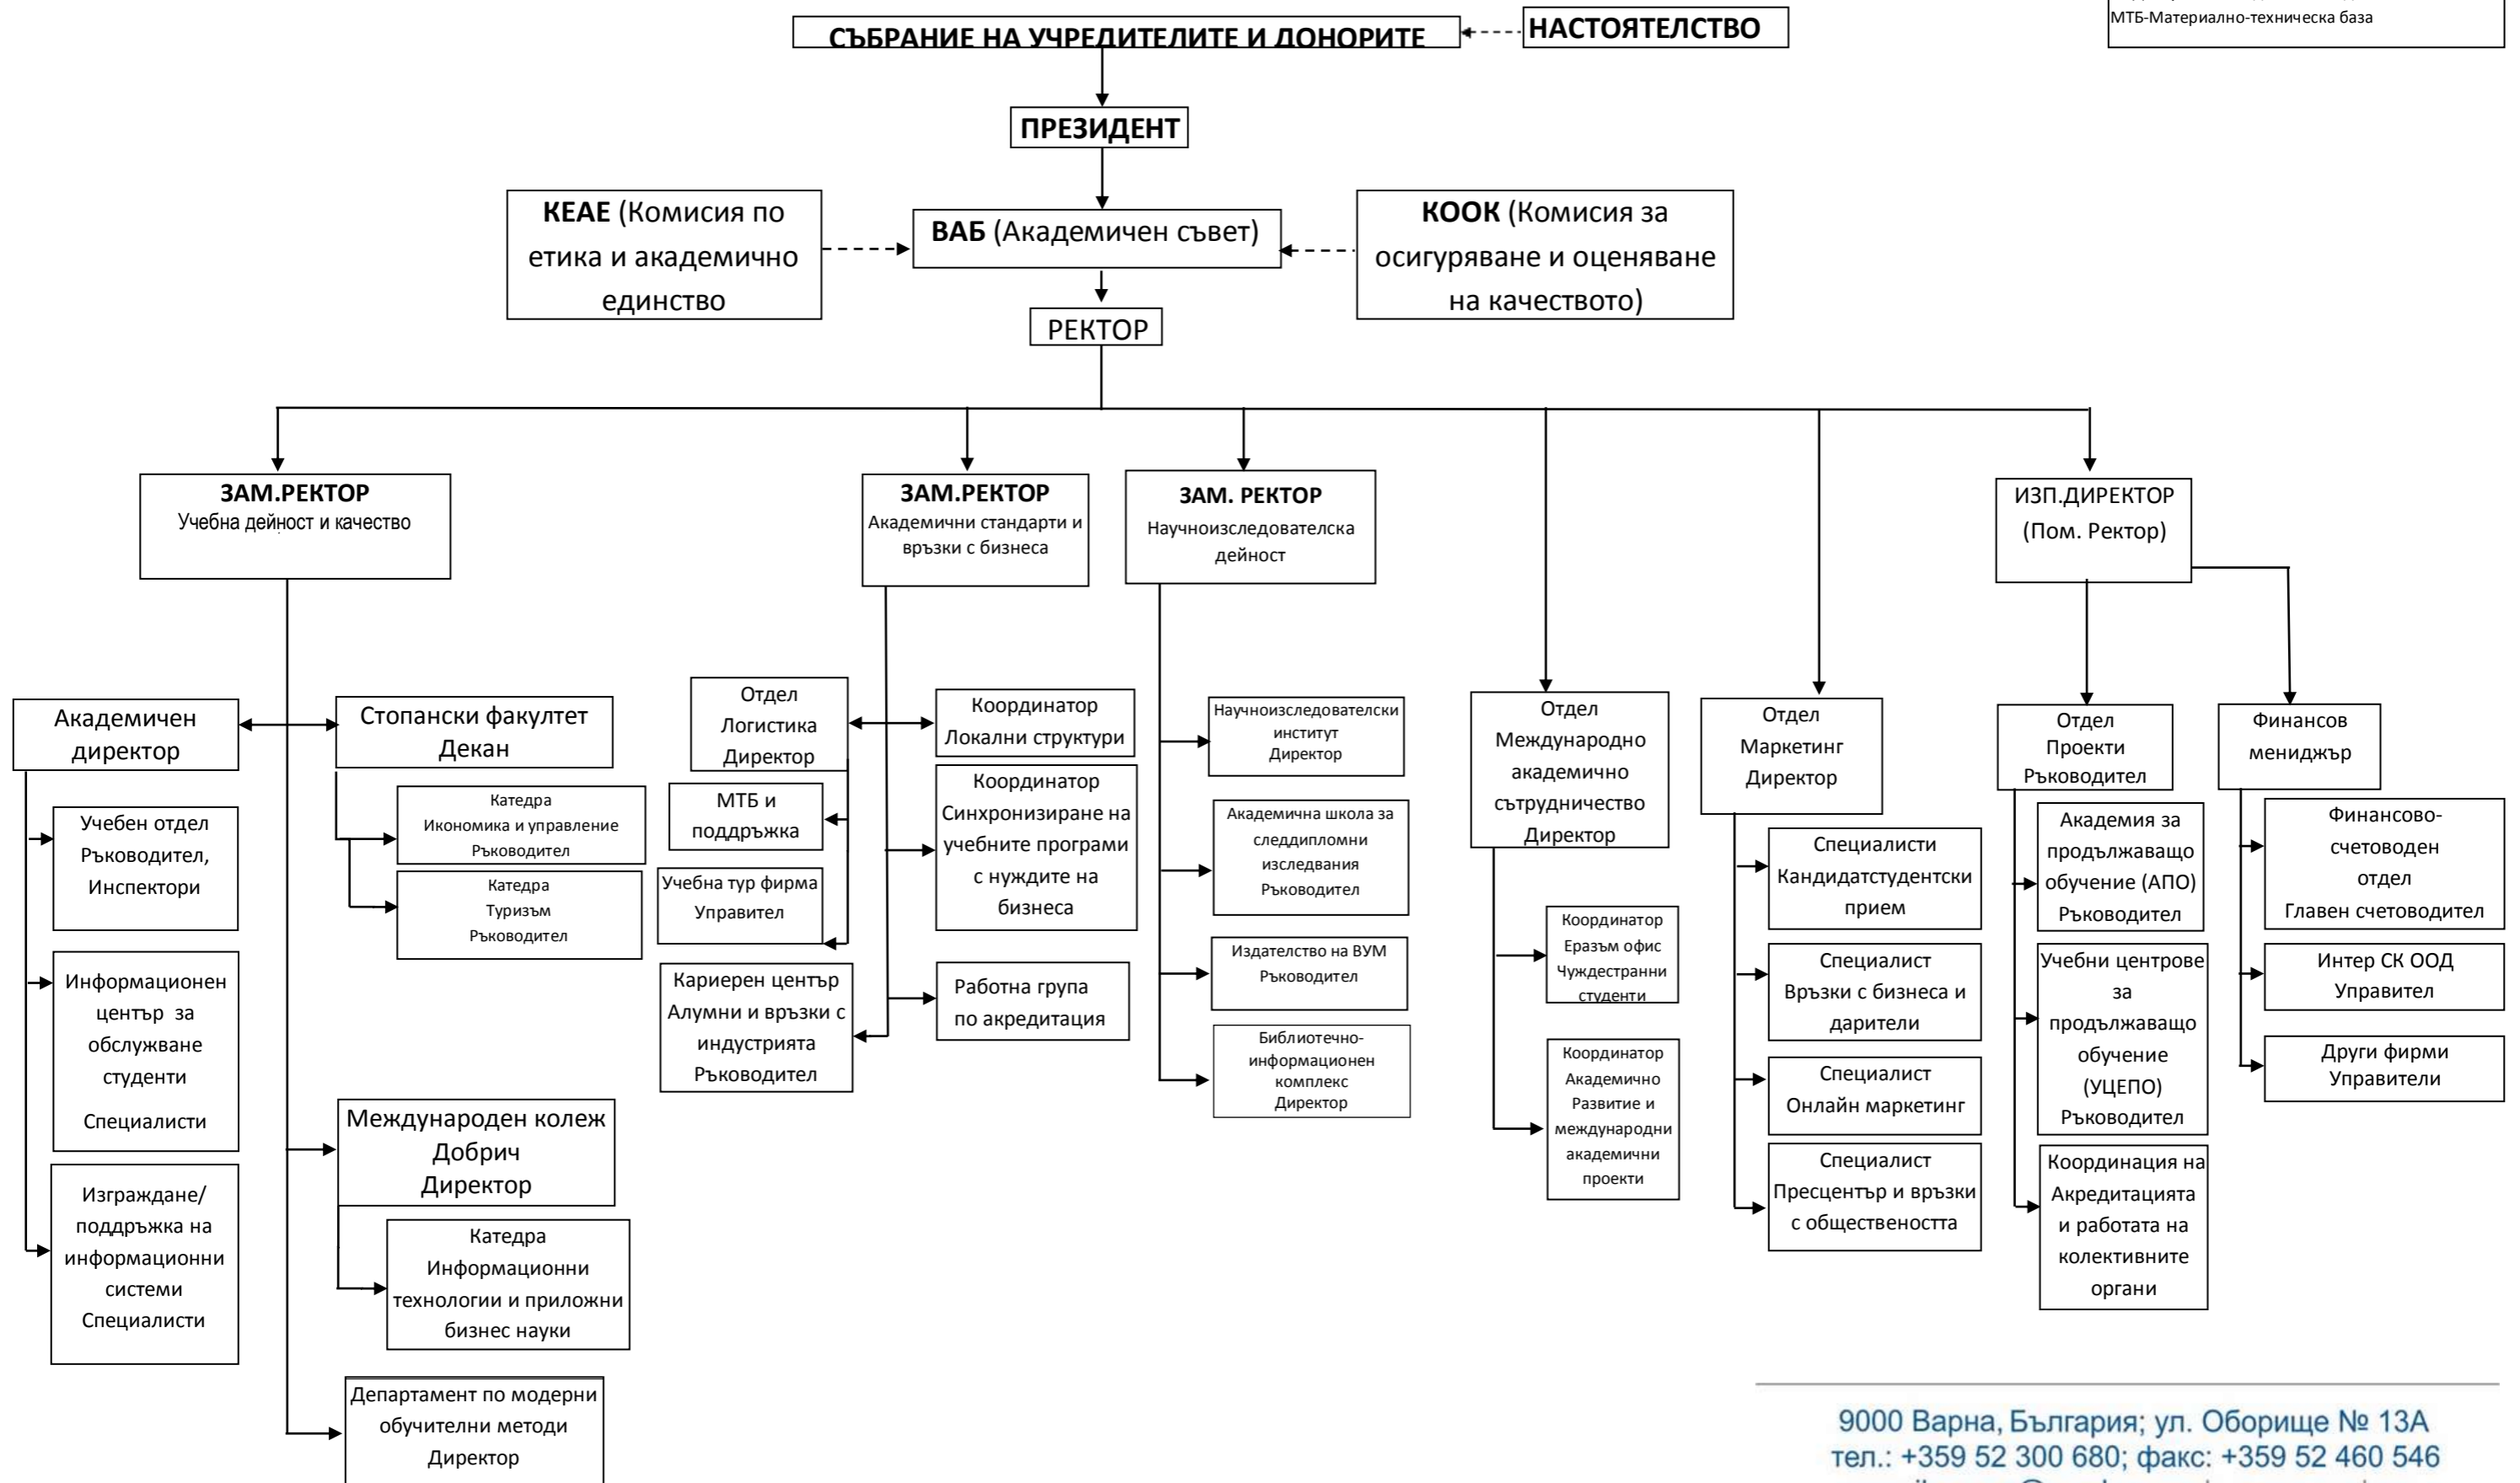 МТБ-Материално-техническа база
СЪБРАНИЕ НА УЧРЕДИТЕЛИТЕ И ДОНОРИТЕ
НАСТОЯТЕЛСТВО
ПРЕЗИДЕНТ
КЕАЕ (Комисия по
етика и академично
единство
ВАБ (Академичен съвет)
КООК (Комисия за
осигуряване и оценяване
на качеството)
РЕКТОР
ЗАМ.РЕКТОР
Учебна дейност и качество
ЗАМ.РЕКТОР
Академични стандарти и
връзки с бизнеса
ЗАМ. РЕКТОР
Научноизследователска
дейност
ИЗП.ДИРЕКТОР
(Пом. Ректор)
Академичен
директор
Учебен отдел
Ръководител,
Инспектори
Информационен
център за
обслужване
студенти
Специалисти
Изграждане/
поддръжка на
информационни
системи
Специалисти
Стопански факултет
Декан
Катедра
Икономика и управление
Ръководител
Катедра
Туризъм
Ръководител
Международен колеж
Добрич
Директор
Катедра
Информационни
технологии и приложни
бизнес науки
Департамент по модерни
обучителни методи
Директор
Отдел
Логистика
Директор
МТБ и
поддръжка
Учебна тур фирма
Управител
Кариерен център
Алумни и връзки с
индустрията
Ръководител
Координатор
Локални структури
Координатор
Синхронизиране на
учебните програми
с нуждите на
бизнеса
Работна група
по акредитация
Научноизследователски
институт
Директор
Академична школа за
следдипломни
изследвания
Ръководител
Издателство на ВУМ
Ръководител
Библиотечно-
информационен
комплекс
Директор
Отдел
Международно
академично
сътрудничество
Директор
Координатор
Еразъм офис
Чуждестранни
студенти
Координатор
Академично
Развитие и
международни
академични
проекти
Отдел
Маркетинг
Директор
Специалисти
Кандидатстудентски
прием
Специалист
Връзки с бизнеса и
дарители
Специалист
Онлайн маркетинг
Специалист
Пресцентър и връзки
с обществеността
Отдел
Проекти
Ръководител
Академия за
продължаващо
обучение (АПО)
Ръководител
Учебни центрове
за
продължаващо
обучение
(УЦЕПО)
Ръководител
Координация на
Акредитацията
и работата на
колективните
органи
Финансов
мениджър
Финансово-
счетоводен
отдел
Главен счетоводител
Интер СК ООД
Управител
Други фирми
Управители
9000 Варна, България; ул. Оборище № 13А
тел.: +359 52 300 680; факс: +359 52 460 546